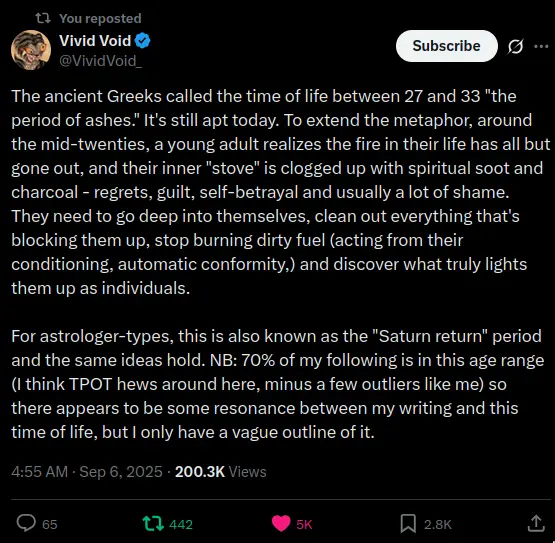 You reposted
Vivid Void
@VividVoid_
Subscribe
The ancient Greeks called the time of life between 27 and 33 "the
period of ashes." It's still apt today. To extend the metaphor, around
the mid-twenties, a young adult realizes the fire in their life has all but
gone out, and their inner "stove" is clogged up with spiritual soot and
charcoal - regrets, guilt, self-betrayal and usually a lot of shame.
They need to go deep into themselves, clean out everything that's
blocking them up, stop burning dirty fuel (acting from their
conditioning, automatic conformity,) and discover what truly lights
them up as individuals.
For astrologer-types, this is also known as the "Saturn return" period
and the same ideas hold. NB: 70% of my following is in this age range
(I think TPOT hews around here, minus a few outliers like me) so
there appears to be some resonance between my writing and this
time of life, but I only have a vague outline of it.
4:55 AM · Sep 6, 2025 · 200.3K Views
65 442 5K 2.8K